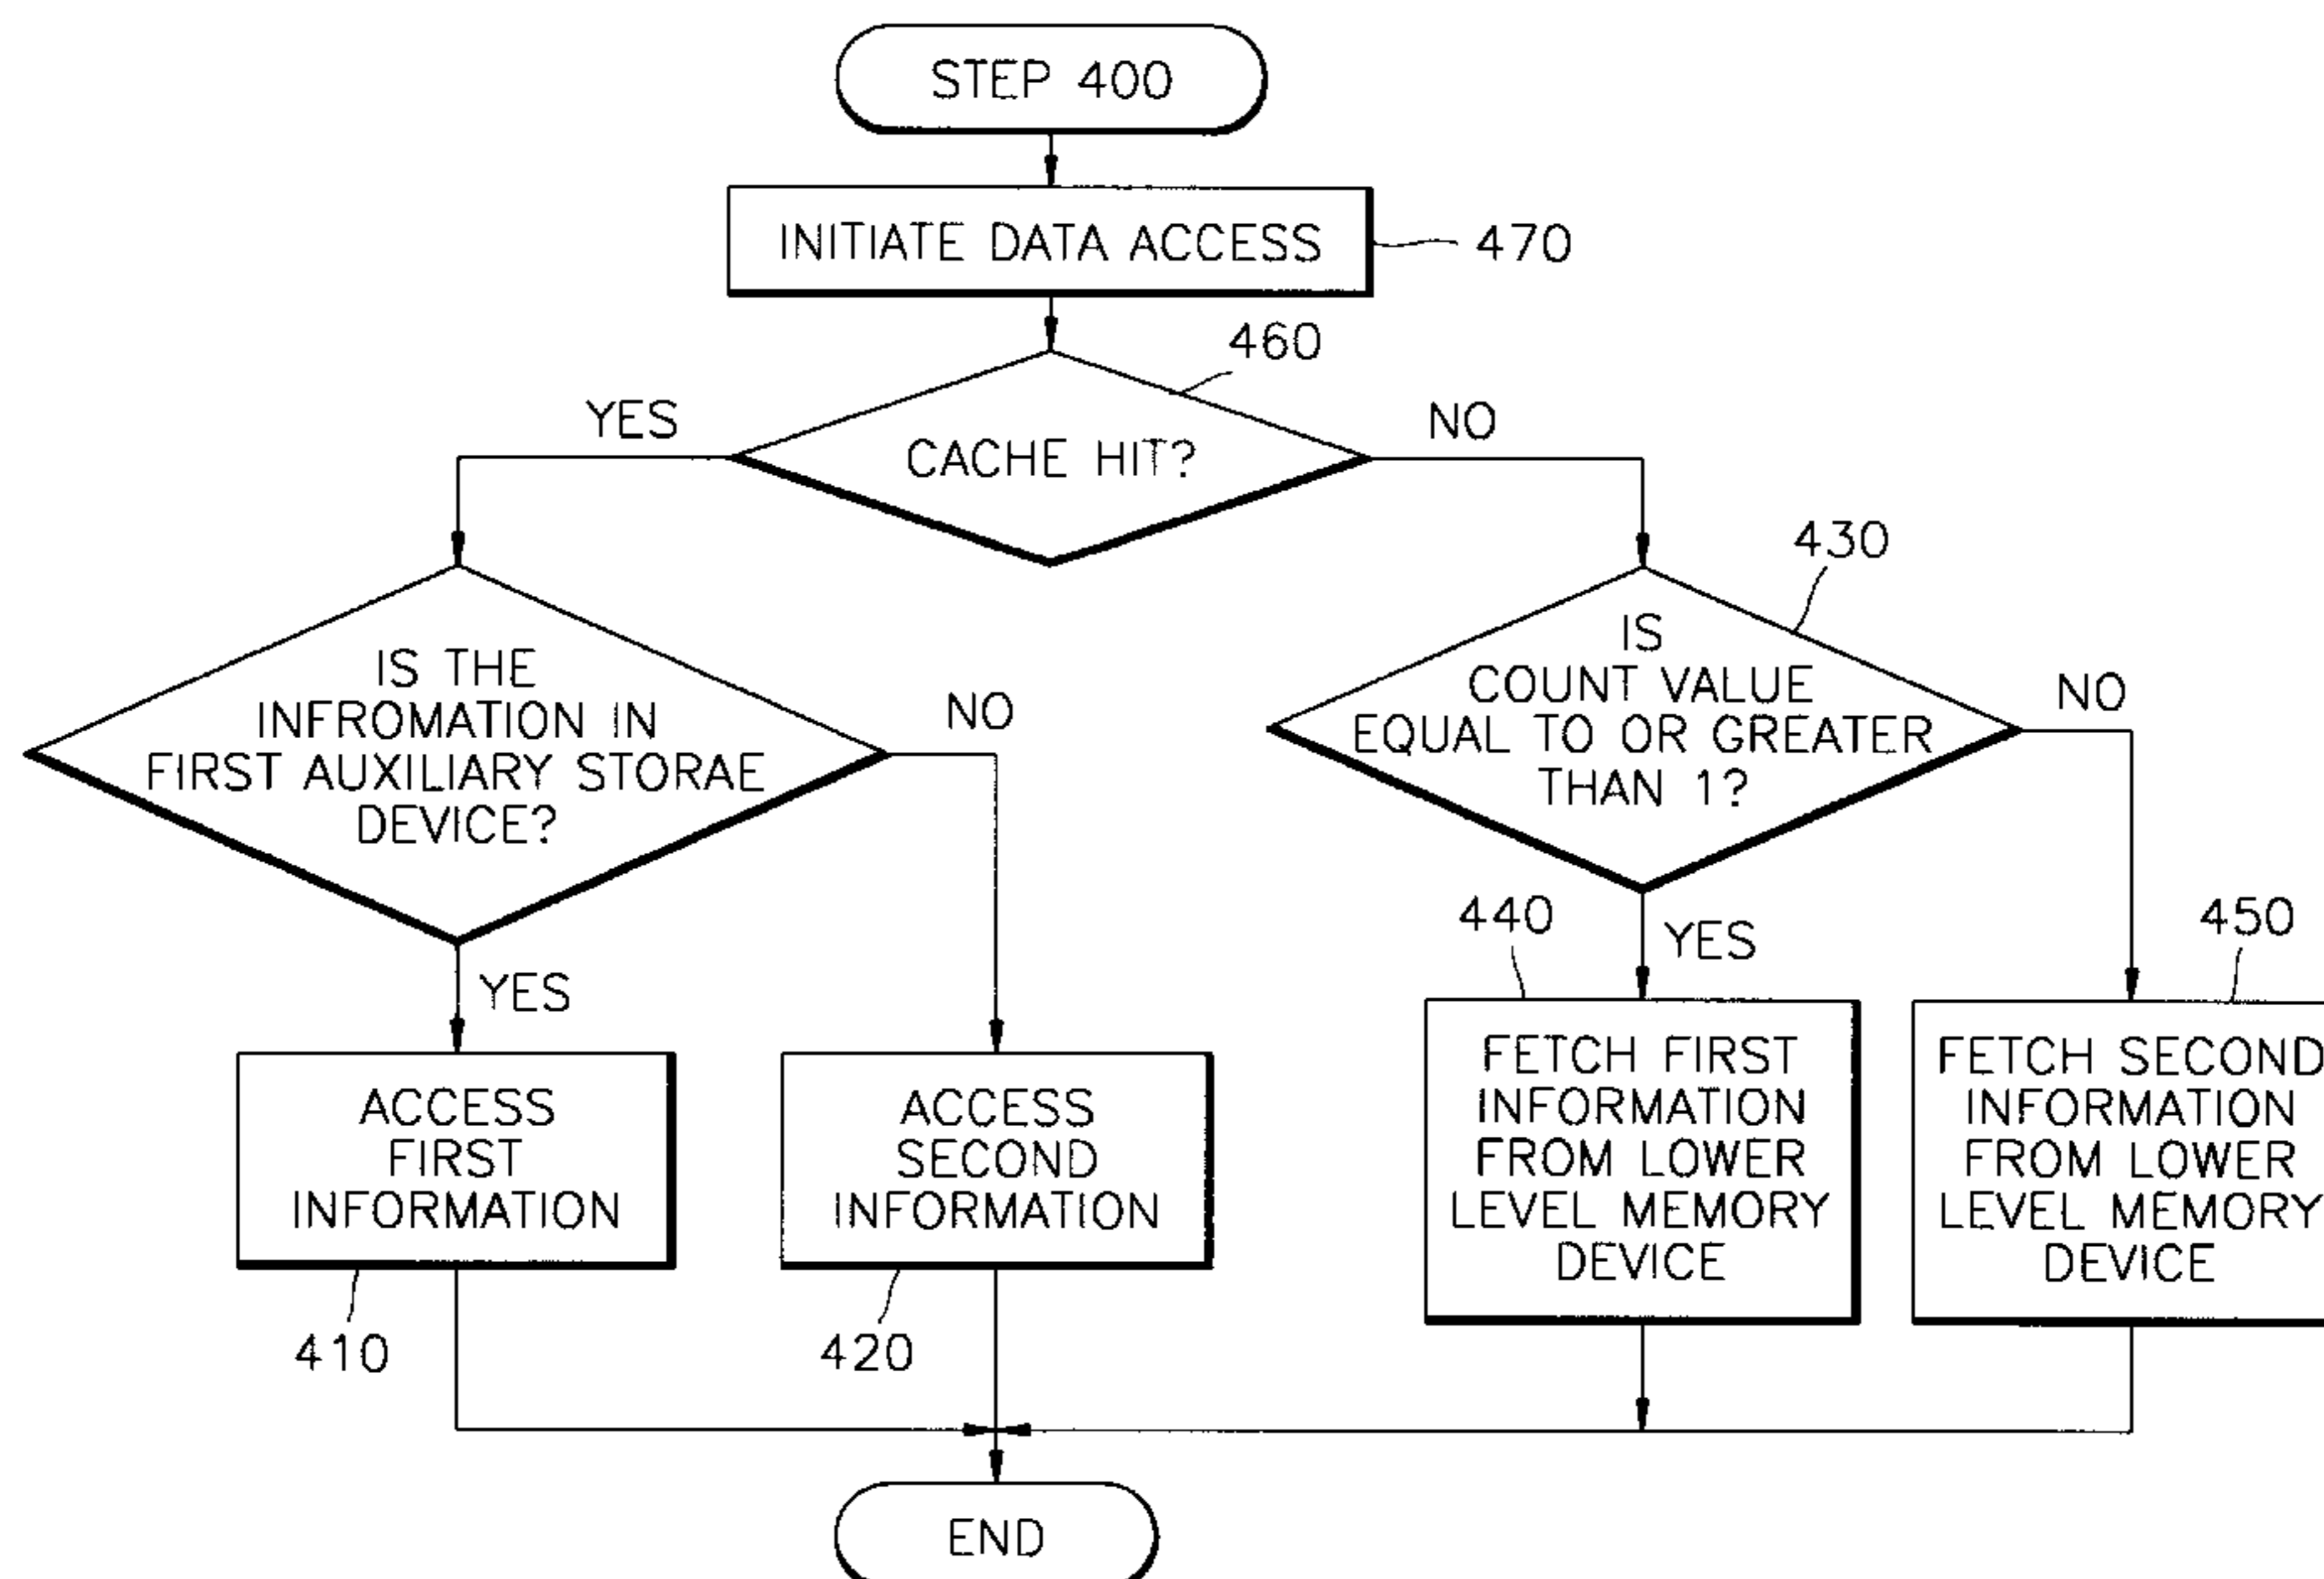 STEP 400
INITIATE DATA ACCESS
470
460
YES
CACHE HIT?
NO
430
IS THE
INFROMATION IN
FIRST AUXILIARY STORAE
DEVICE?
NO
IS
COUNT VALUE
EQUAL TO OR GREATER
THAN 1?
NO
YES
440
YES
450
ACCESS
FIRST
INFORMATION
410
ACCESS
SECOND
INFORMATION
420
FETCH FIRST
INFORMATION
FROM LOWER
LEVEL MEMORY
DEVICE
FETCH SECOND
INFORMATION
FROM LOWER
LEVEL MEMORY
DEVICE
END